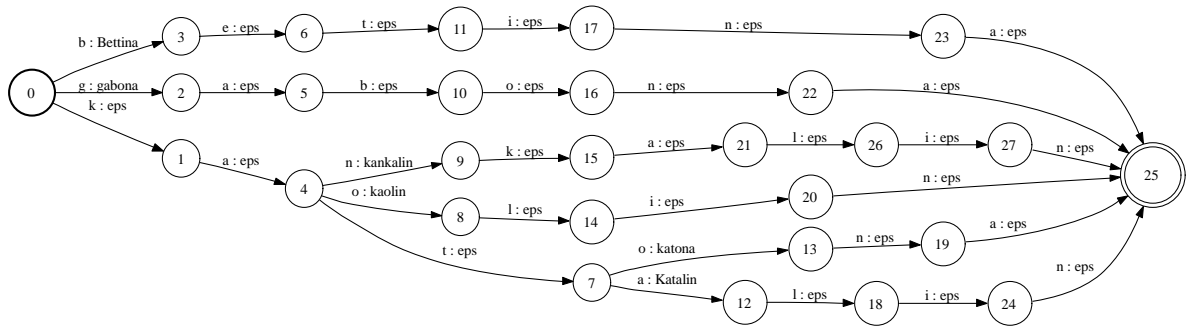 0
b : Bettina
3
e : eps
6
t : eps
11
i : eps
17
n : eps
23
a : eps
g : gabona
2
a : eps
5
b : eps
10
o : eps
16
n : eps
22
a : eps
k : eps
1
a : eps
4
n : kankalin
9
k : eps
15
a : eps
21
l : eps
26
i : eps
27
n : eps
25
o : kaolin
8
l : eps
14
i : eps
20
n : eps
t : eps
7
o : katona
13
n : eps
19
a : eps
a : Katalin
12
l : eps
18
i : eps
24
n : eps